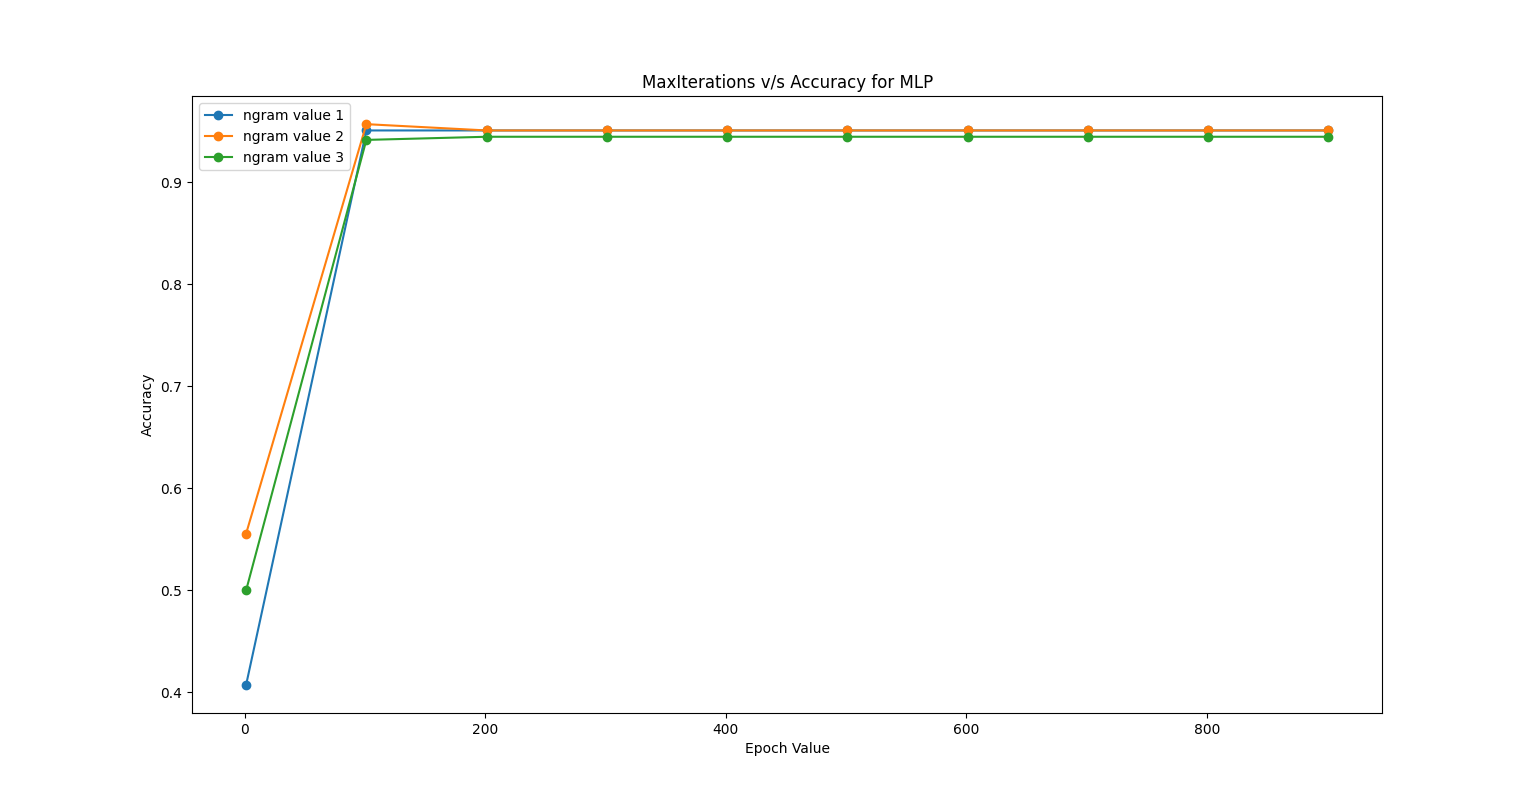 MaxIterations v/s Accuracy for MLP
ngram value 1
ngram value 2
ngram value 3
Accuracy
0.9
0.8
0.7
0.6
0.5
0.4
0 200 400 600 800
Epoch Value